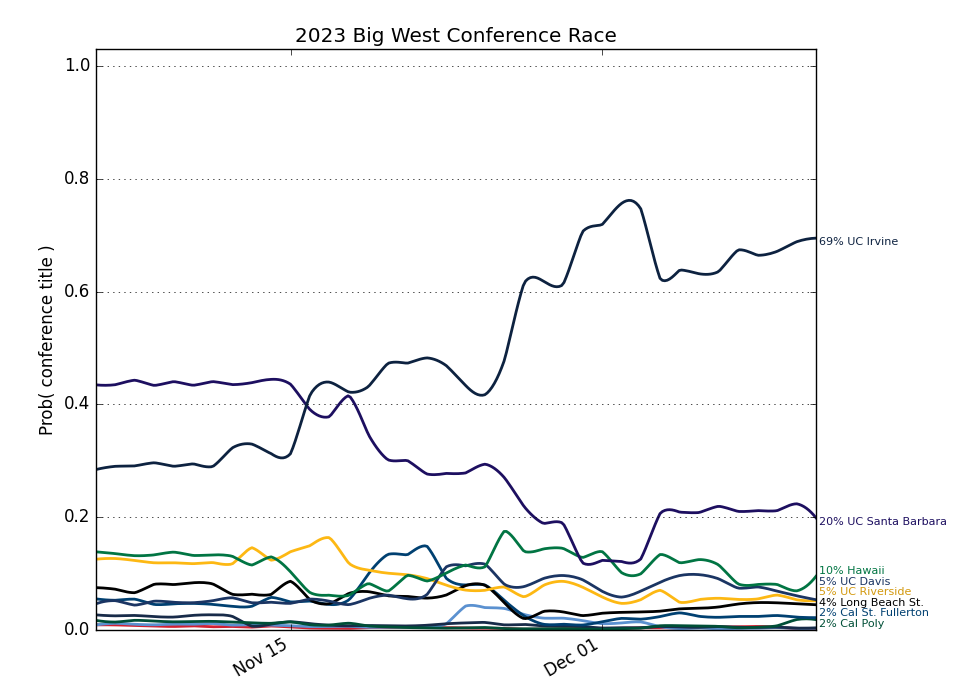 2023 Big West Conference Race
Prob( conference title )
1.0
0.8
0.6
0.4
0.2
0.0
Nov 15
Dec 01
69% UC Irvine
20% UC Santa Barbara
10% Hawaii
5% UC Davis
5% UC Riverside
4% Long Beach St.
2% Cal St. Fullerton
2% Cal Poly